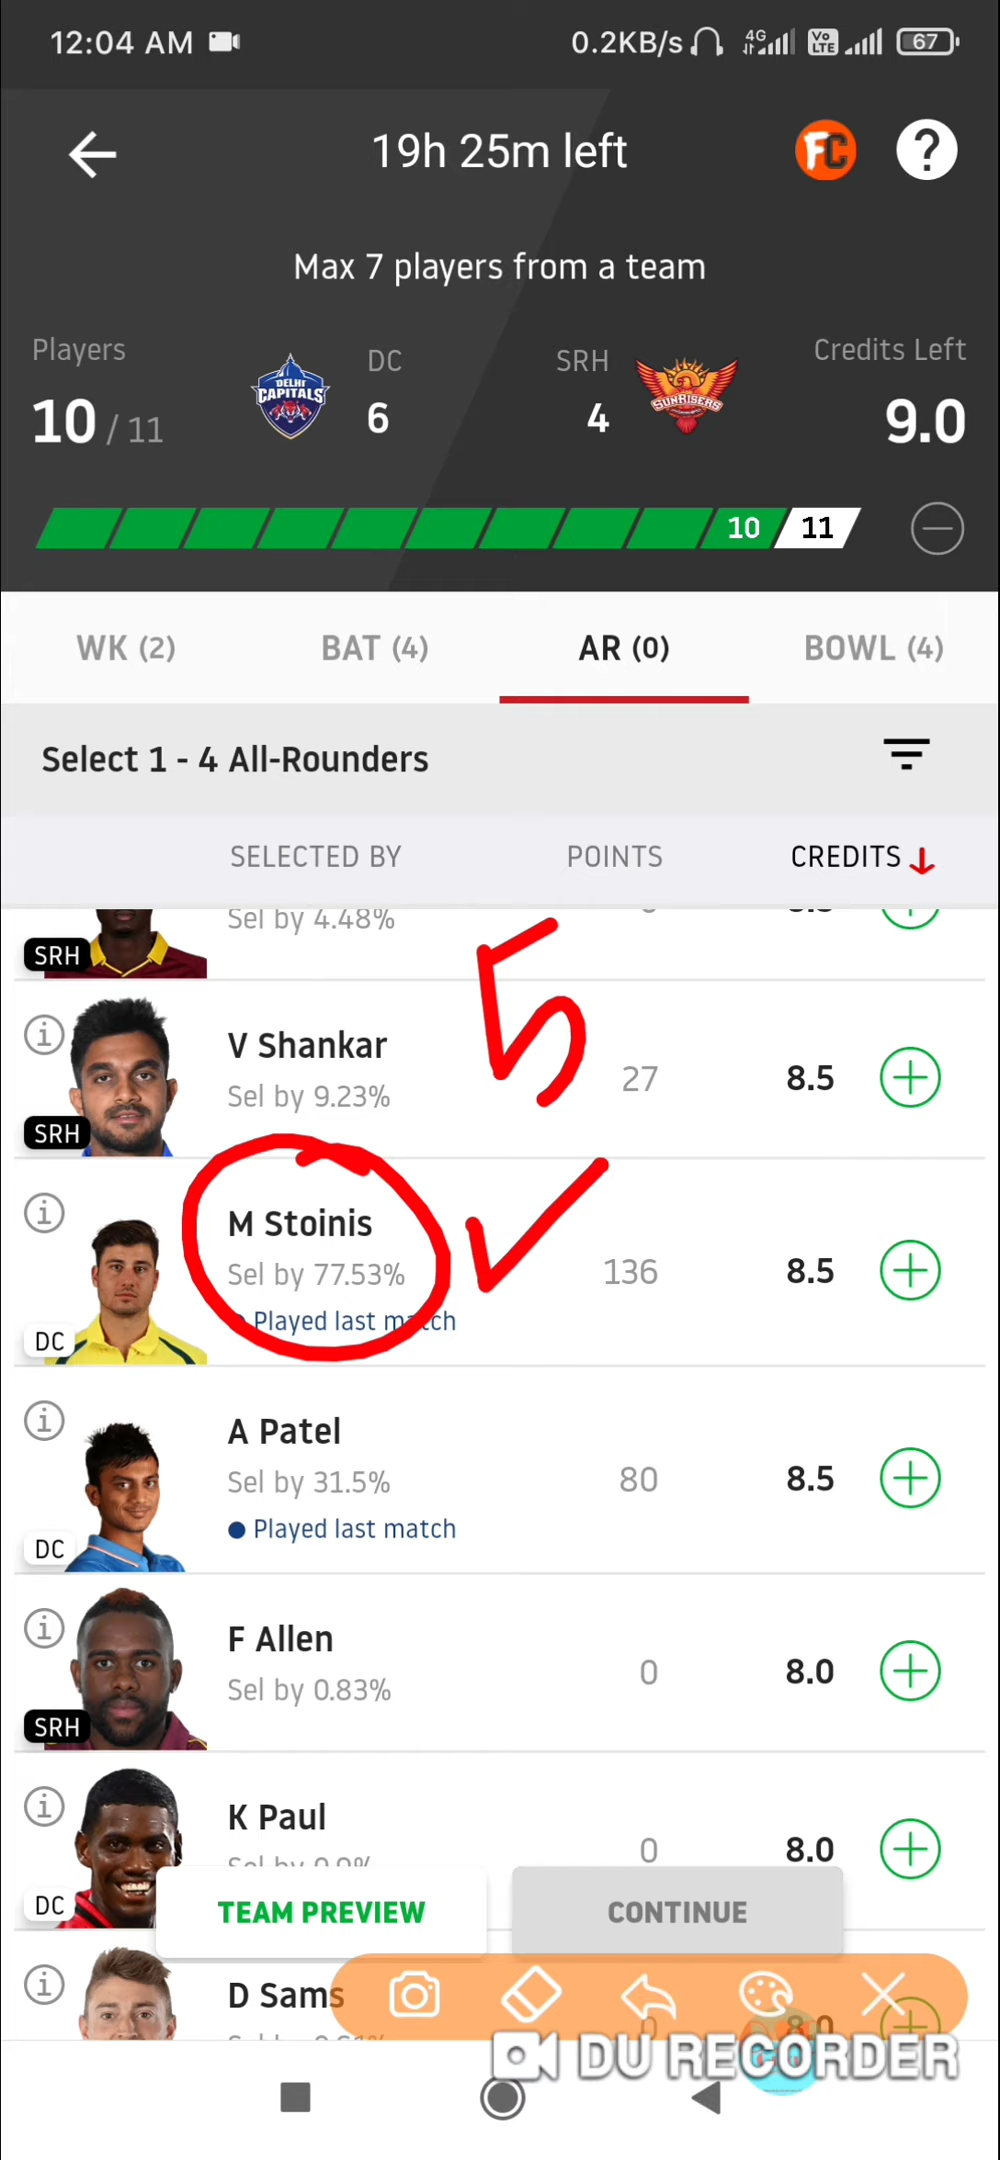 12:04 AM 0.2KB/s 4G Vo LTE 67
19h 25m left FC ?
Max 7 players from a team
Players DC SRH Credits Left
10 / 11 DELHI CAPITALS 6 4 SUNRISERS 9.0
10 11
WK (2) BAT (4) AR (0) BOWL (4)
Select 1 - 4 All-Rounders
SELECTED BY POINTS CREDITS
Sel by 4.48%
SRH
5
V Shankar
Sel by 9.23% 27 8.5
SRH
M Stoinis
Sel by 77.53% 136 8.5
Played last match
DC
A Patel
Sel by 31.5% 80 8.5
Played last match
DC
F Allen
Sel by 0.83% 0 8.0
SRH
K Paul
0 8.0
DC
TEAM PREVIEW CONTINUE
D Sams
8.0
DU RECORDER